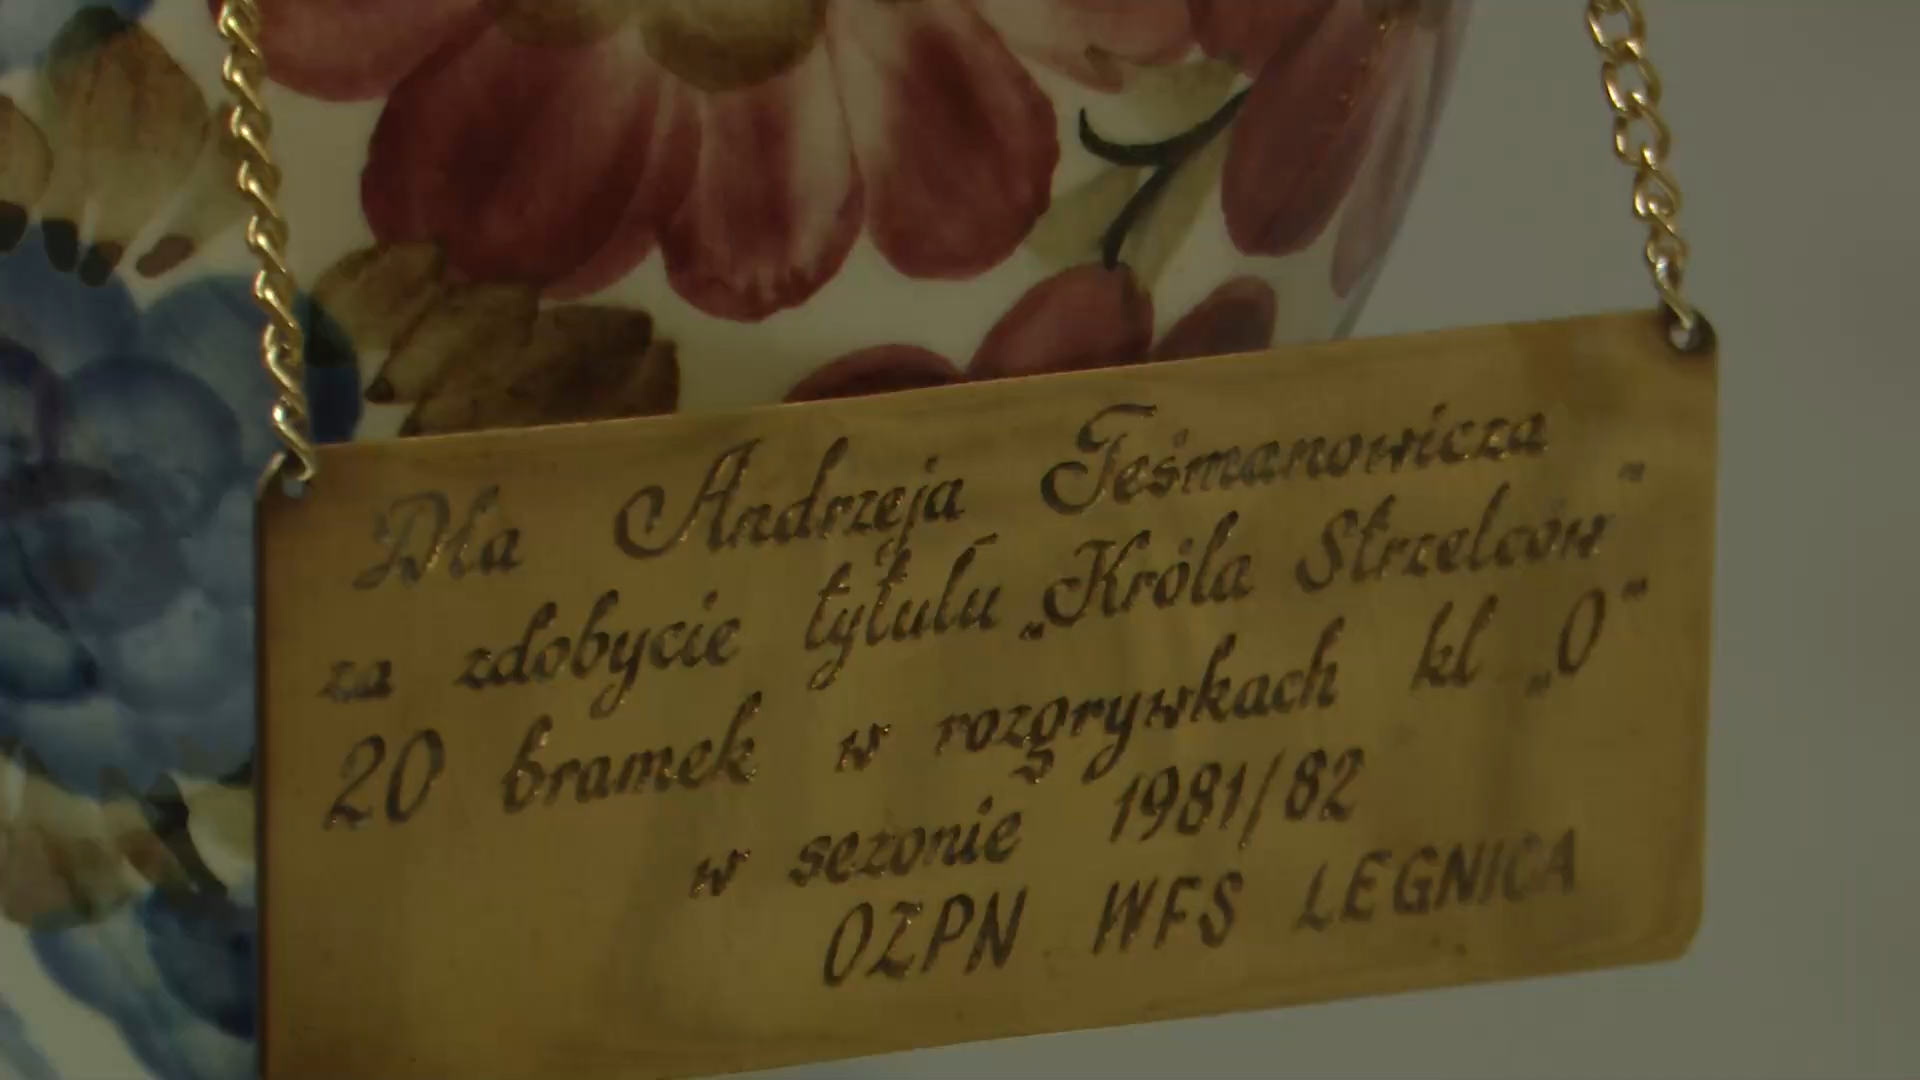 Dla Andrzeja Teśmanowicza
za zdobycie tytułu „Króla Strzelców"
20 bramek w rozgrywkach kl „0"
w sezonie 1981/82
OZPN WFS LEGNICA